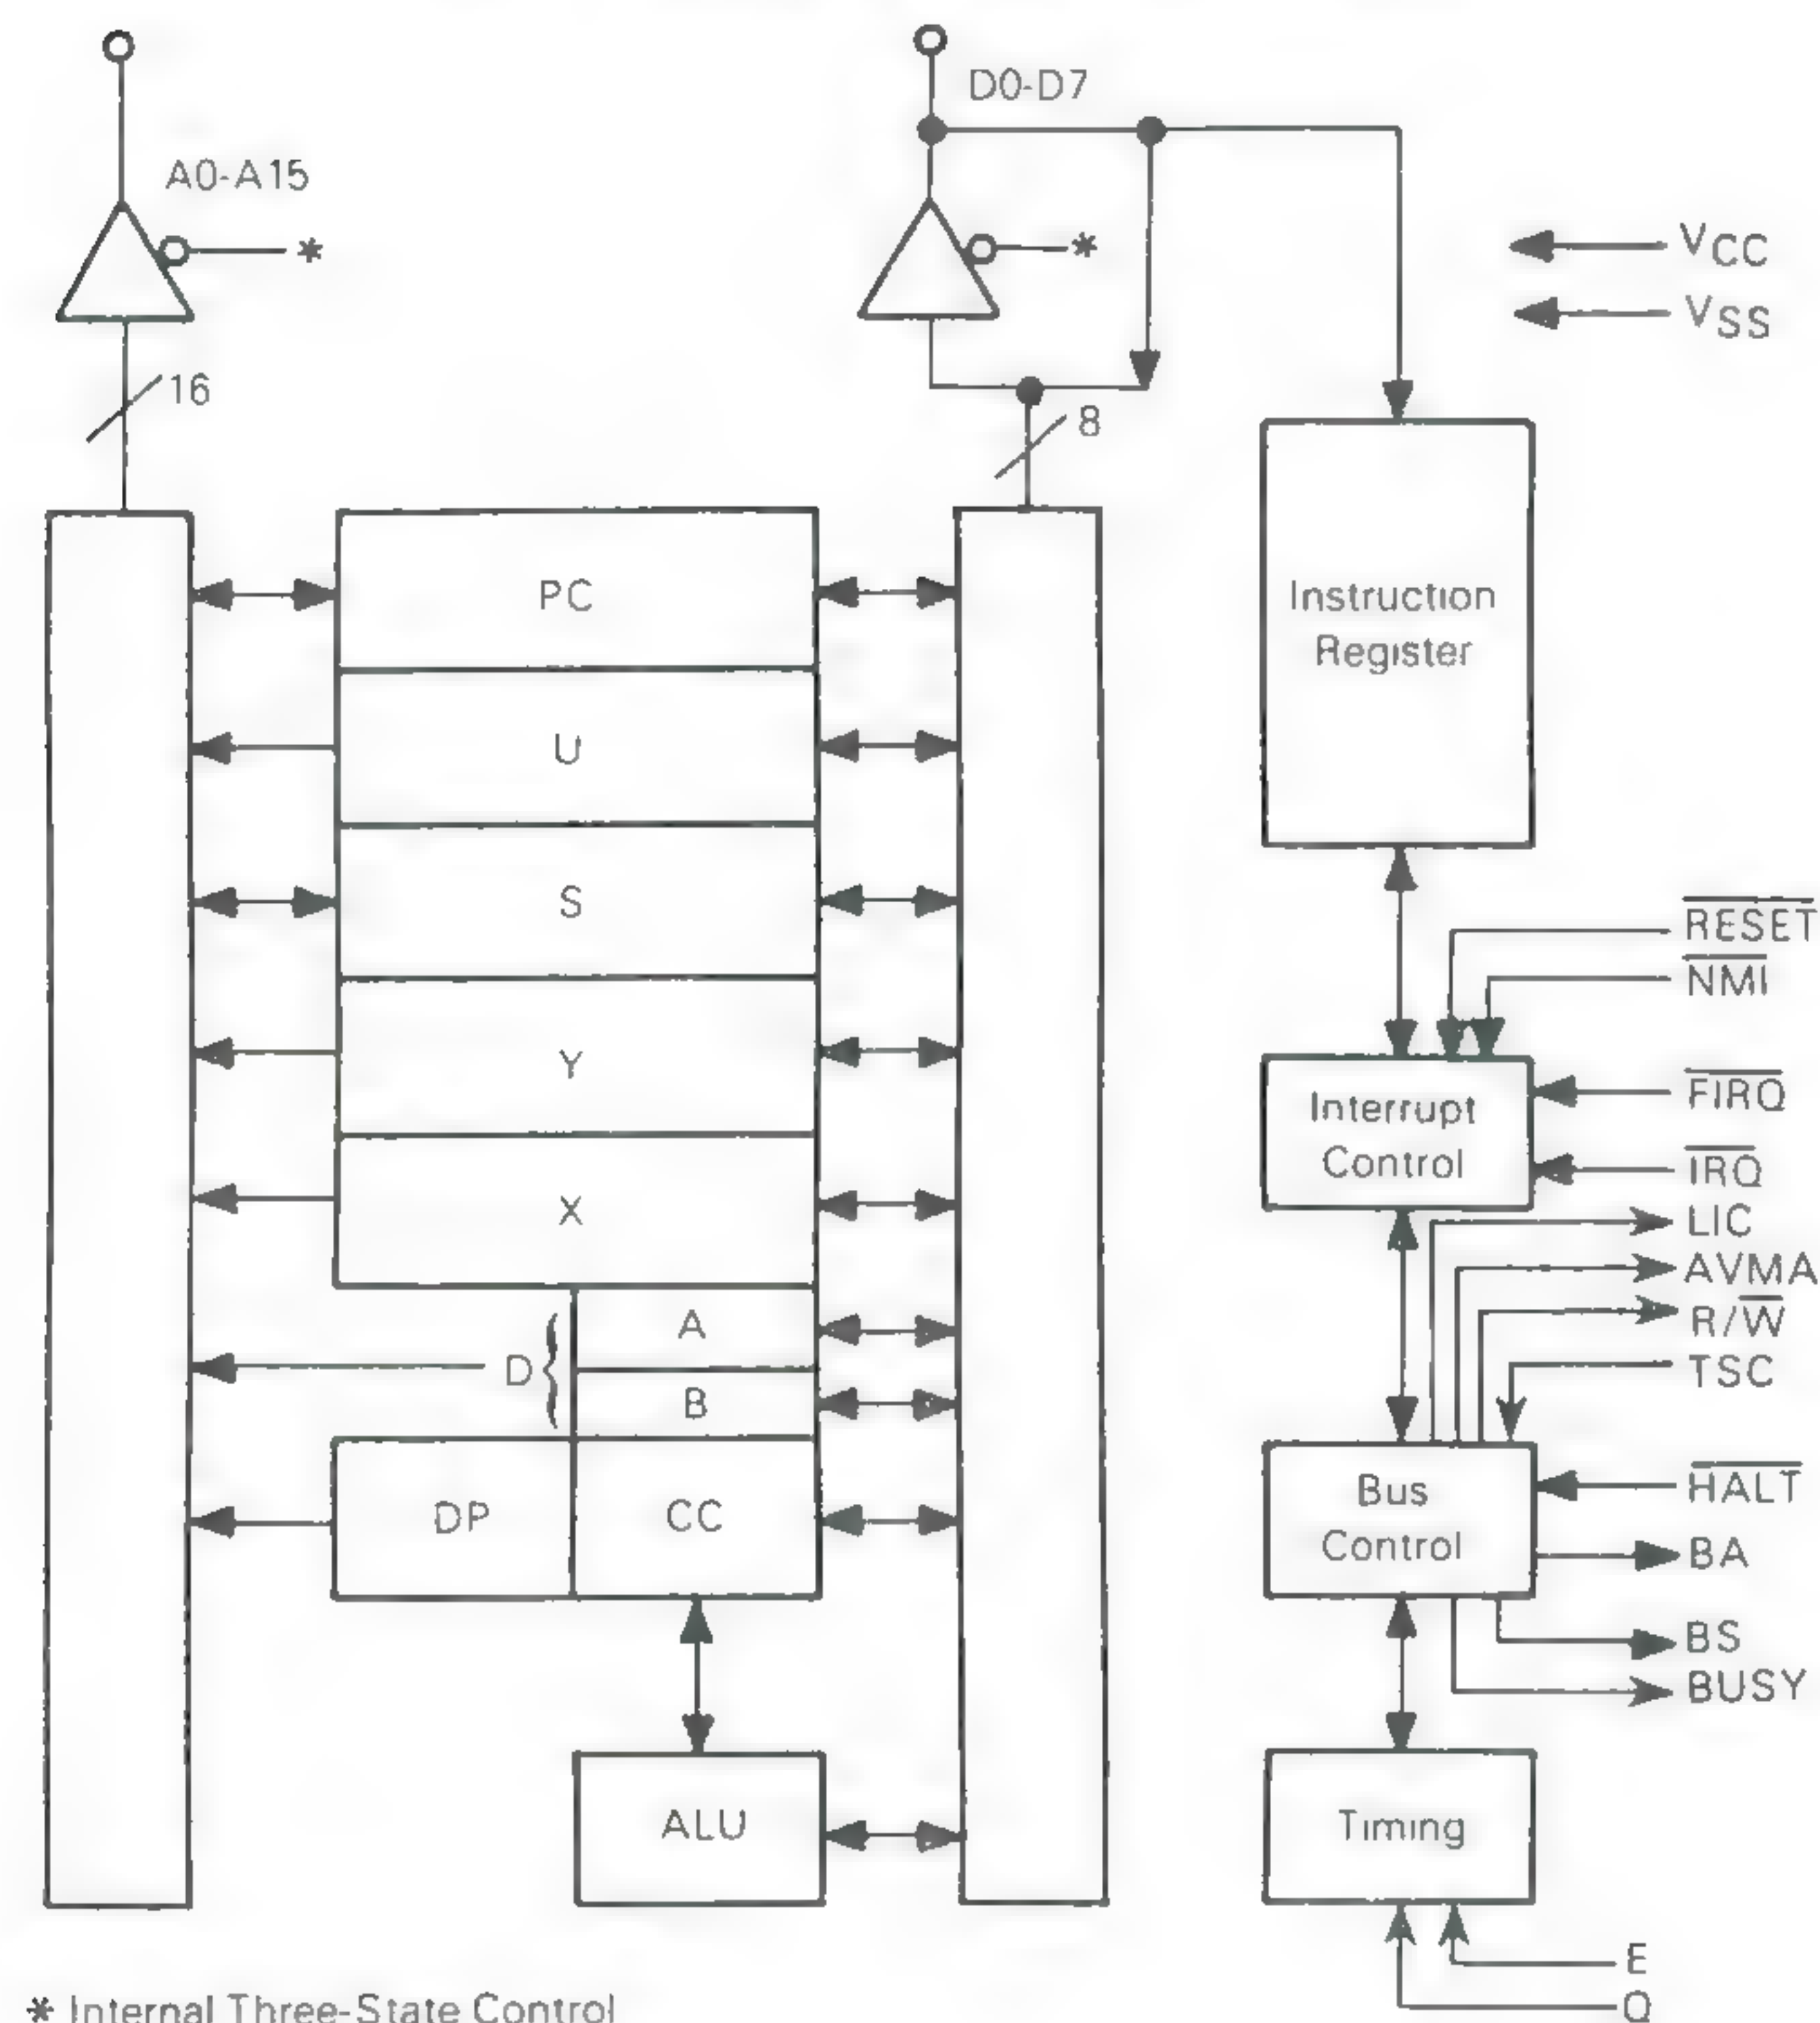 D0-D7
A0-A15
*
*
VCC
VSS
16
8
PC
U
S
Y
X
D {
A
B
DP
CC
ALU
Instruction
Register
RESET
NMI
Interrupt
Control
FIRQ
IRQ
LIC
AVMA
R/W
TSC
Bus
Control
HALT
BA
BS
BUSY
Timing
E
Q
* Internal Three-State Control